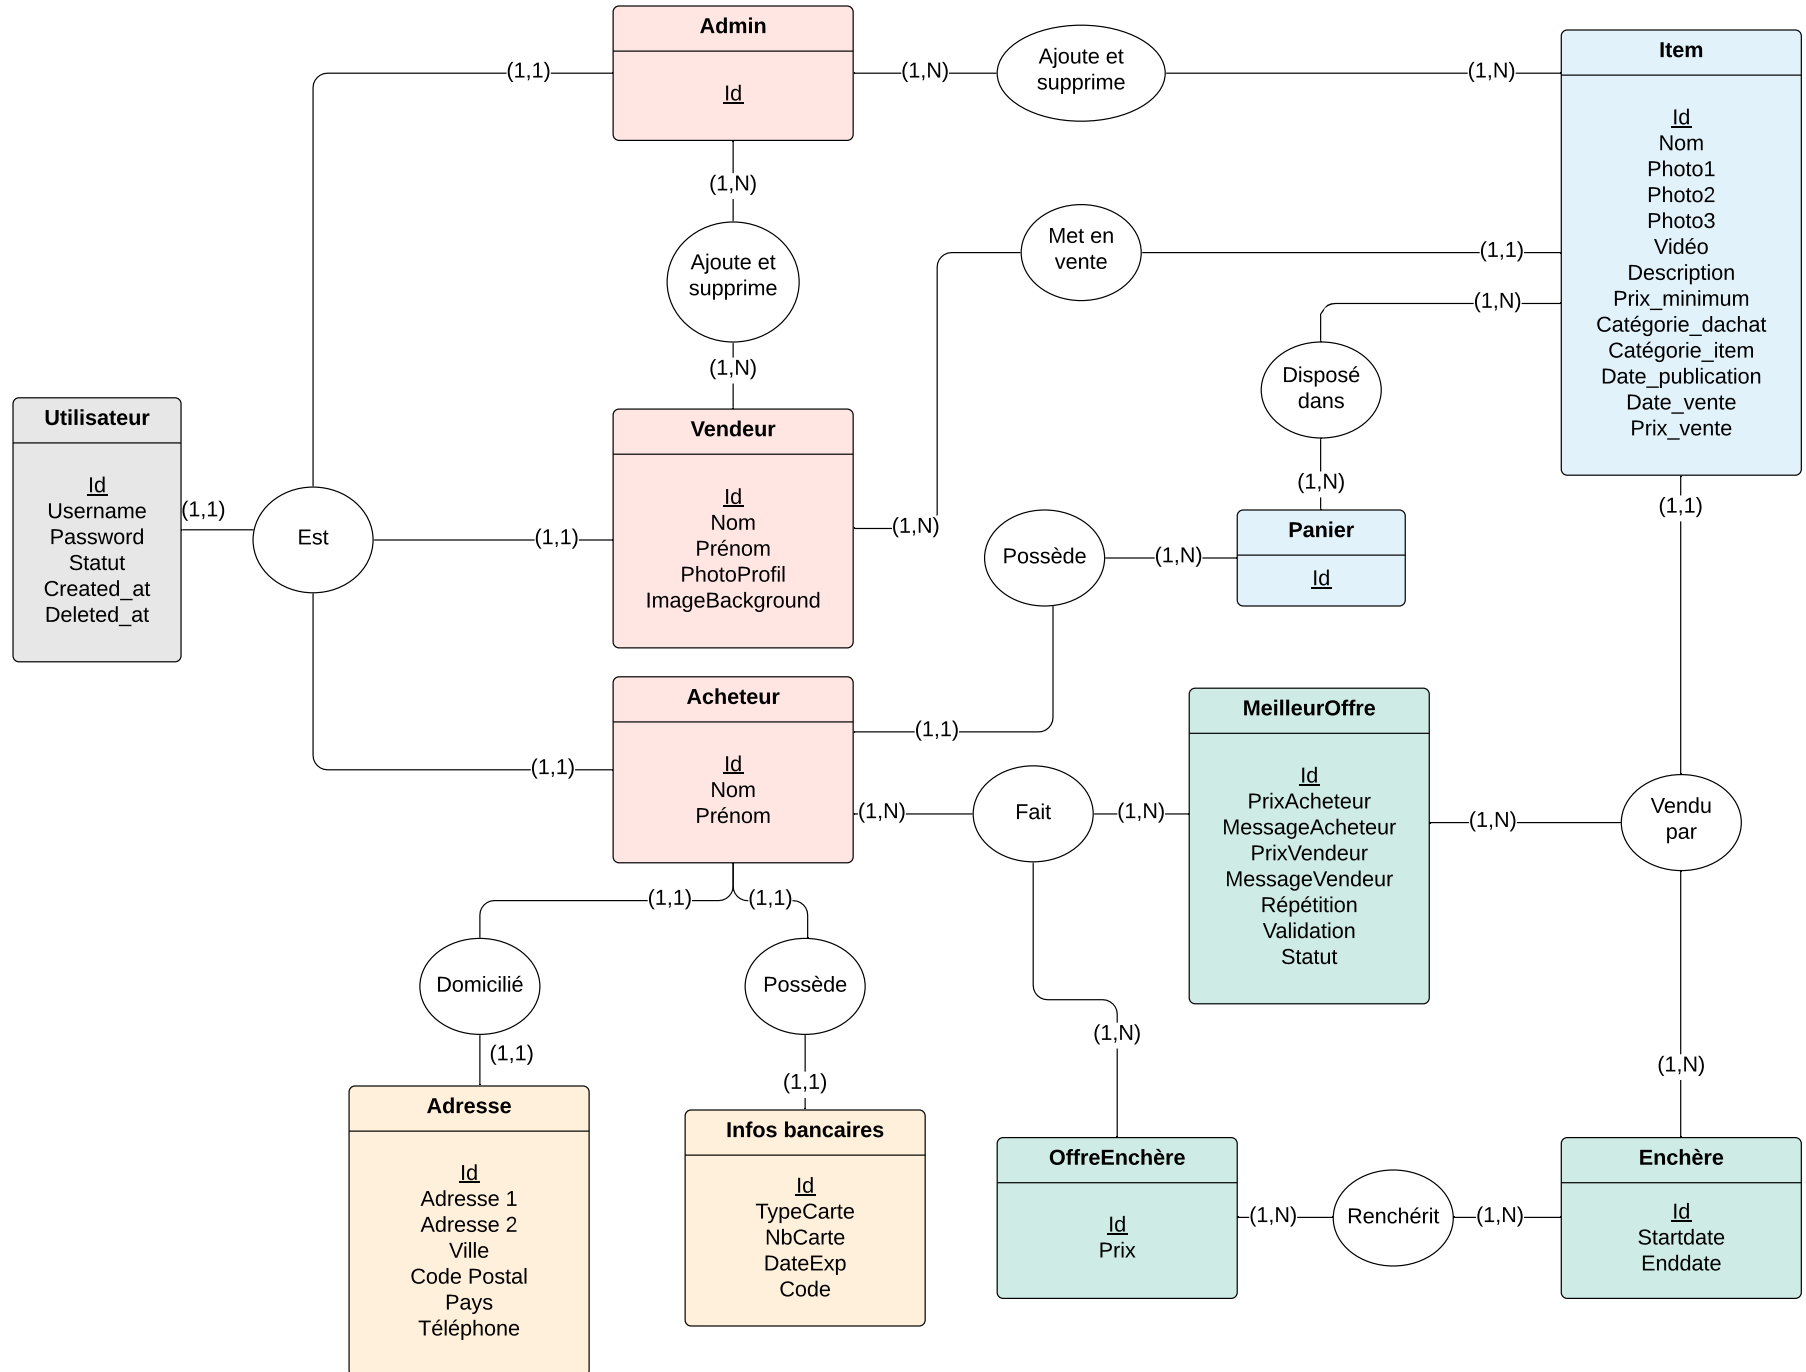 Admin
Id
(1,1)
(1,N)
Ajoute et
supprime
(1,N)
Item
Id
Nom
Photo1
Photo2
Photo3
Vidéo
Description
Prix_minimum
Catégorie_dachat
Catégorie_item
Date_publication
Date_vente
Prix_vente
(1,N)
Ajoute et
supprime
(1,N)
Met en
vente
(1,1)
(1,N)
Disposé
dans
(1,N)
Utilisateur
Id
Username
Password
Statut
Created_at
Deleted_at
(1,1)
Est
(1,1)
Vendeur
Id
Nom
Prénom
PhotoProfil
ImageBackground
(1,N)
Possède
(1,N)
Panier
Id
(1,1)
(1,1)
Acheteur
Id
Nom
Prénom
(1,1)
(1,N)
Fait
(1,N)
MeilleurOffre
Id
PrixAcheteur
MessageAcheteur
PrixVendeur
MessageVendeur
Répétition
Validation
Statut
(1,N)
Vendu
par
(1,1)
(1,1)
Domicilié
Possède
(1,1)
(1,1)
(1,N)
(1,N)
Adresse
Id
Adresse 1
Adresse 2
Ville
Code Postal
Pays
Téléphone
Infos bancaires
Id
TypeCarte
NbCarte
DateExp
Code
OffreEnchère
Id
Prix
(1,N)
Renchérit
(1,N)
Enchère
Id
Startdate
Enddate